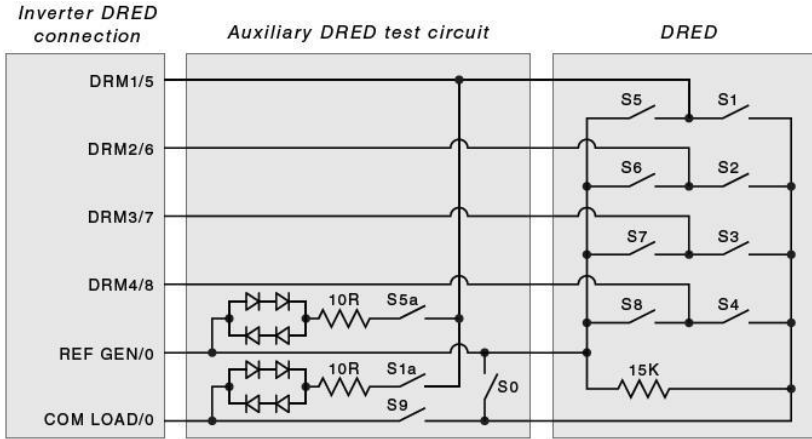 Inverter DRED
connection
Auxiliary DRED test circuit
DRED
DRM1/5
S5
S1
DRM2/6
S6
S2
DRM3/7
S7
S3
DRM4/8
10R
S5a
S8
S4
REF GEN/0
10R
S1a
S0
15K
S9
COM LOAD/0